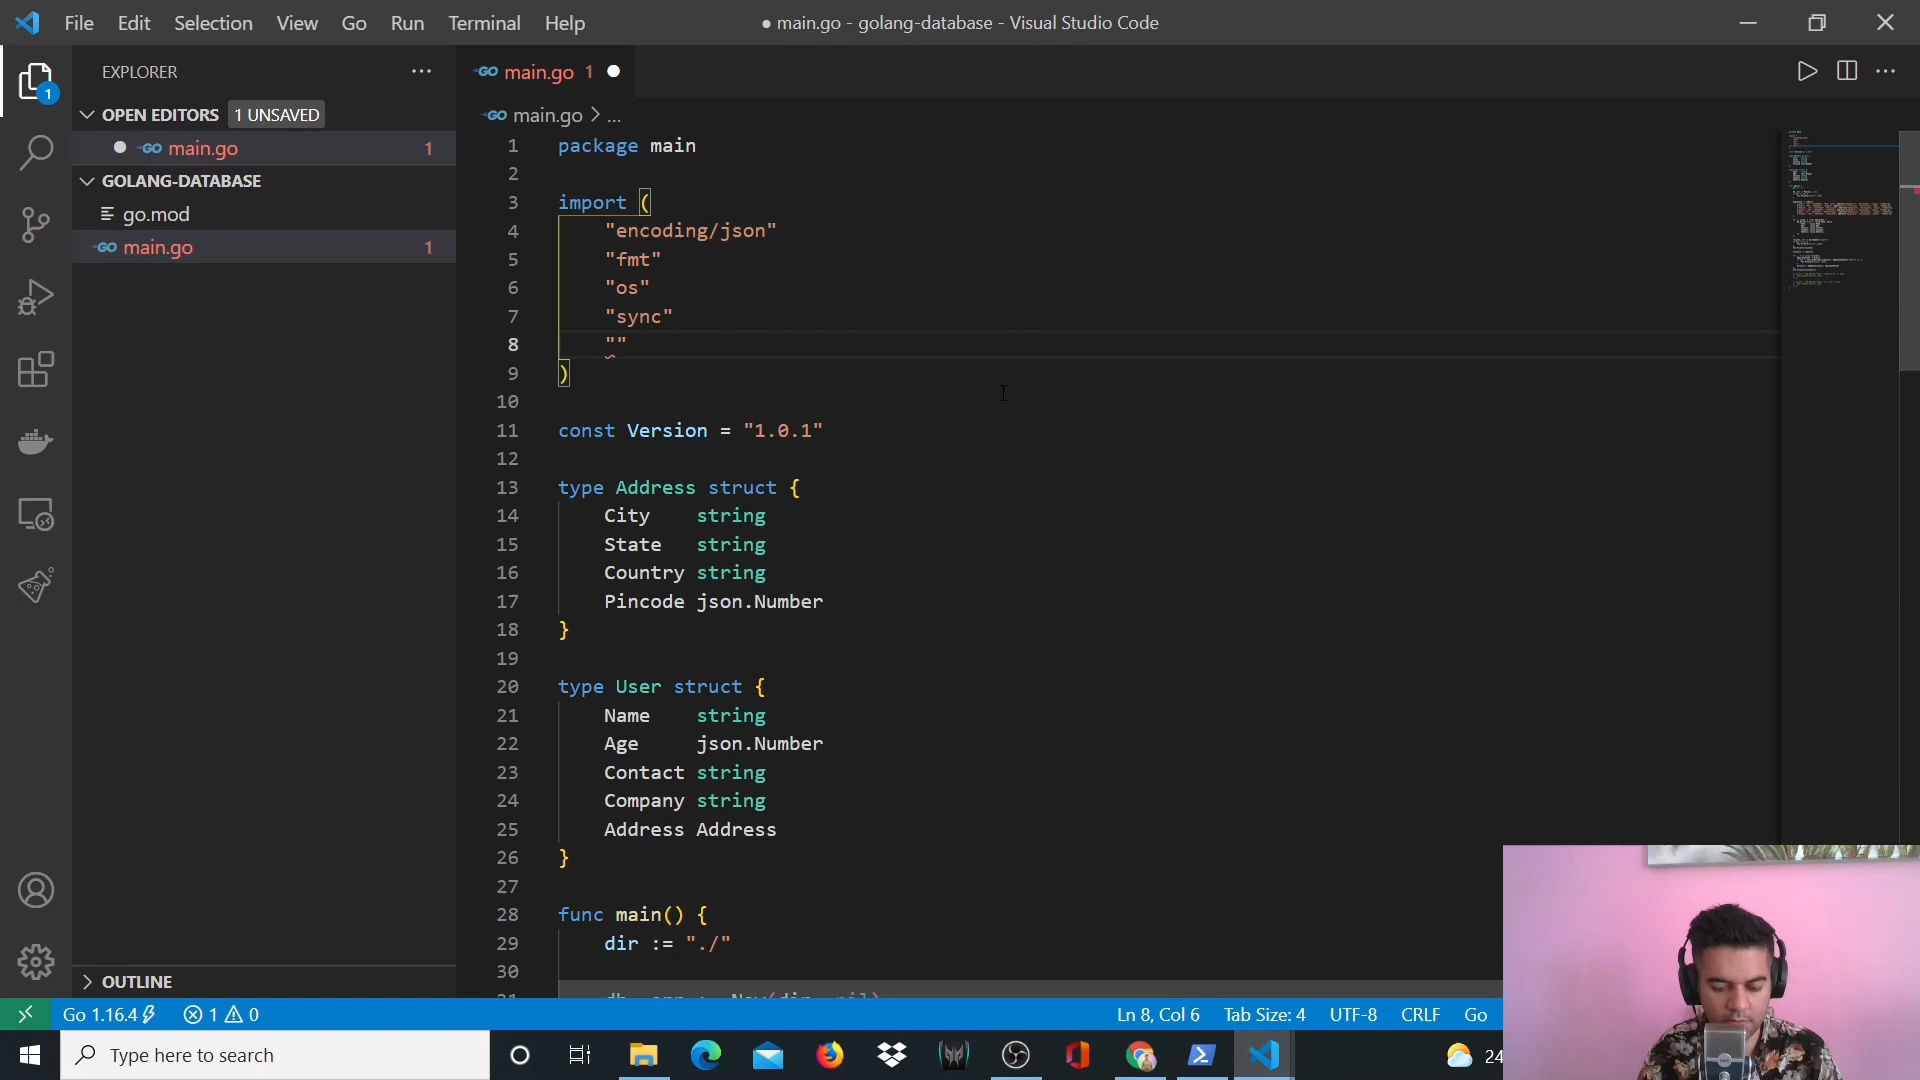 File Edit Selection View Go Run Terminal Help
● main.go - golang-database - Visual Studio Code
EXPLORER
OPEN EDITORS 1 UNSAVED
main.go 1
GOLANG-DATABASE
go.mod
main.go 1
OUTLINE
GO main.go 1
GO main.go > ...
1 package main
2
3 import (
4 "encoding/json"
5 "fmt"
6 "os"
7 "sync"
8 ""
9 )
10
11 const Version = "1.0.1"
12
13 type Address struct {
14 City string
15 State string
16 Country string
17 Pincode json.Number
18 }
19
20 type User struct {
21 Name string
22 Age json.Number
23 Contact string
24 Company string
25 Address Address
26 }
27
28 func main() {
29 dir := "./"
30
Go 1.16.4 1 0 Ln 8, Col 6 Tab Size: 4 UTF-8 CRLF Go
Type here to search
24